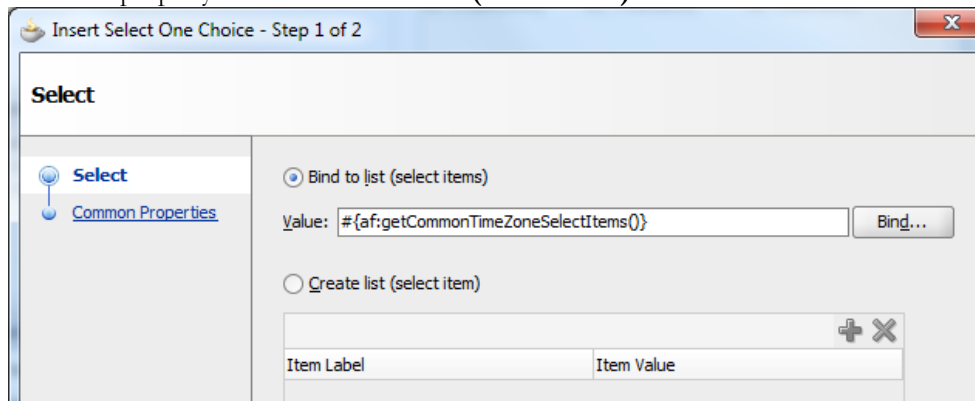 Insert Select One Choice - Step 1 of 2
x
Select
Select
Common Properties
Bind to list (select items)
Value: #{af:getCommonTimeZoneSelectItems()} Bind...
Create list (select item)
Item Label Item Value